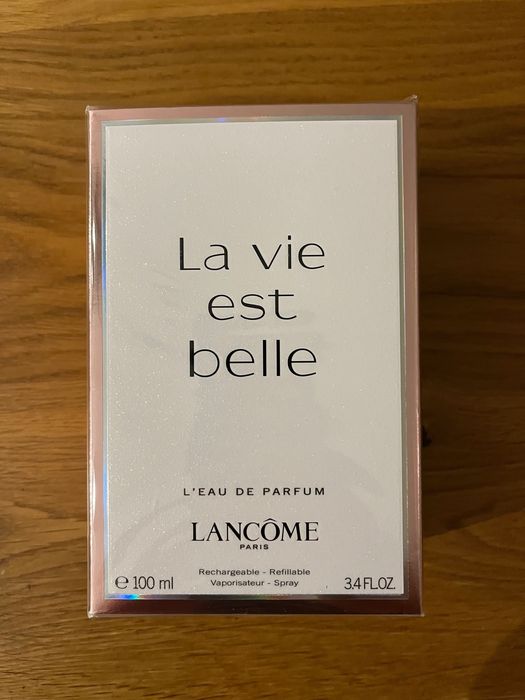 La vie
est
belle
L'EAU DE PARFUM
LANCÔME
PARIS
Rechargeable - Refillable
Vaporisateur - Spray
℮ 100 ml
3.4 FL.OZ.